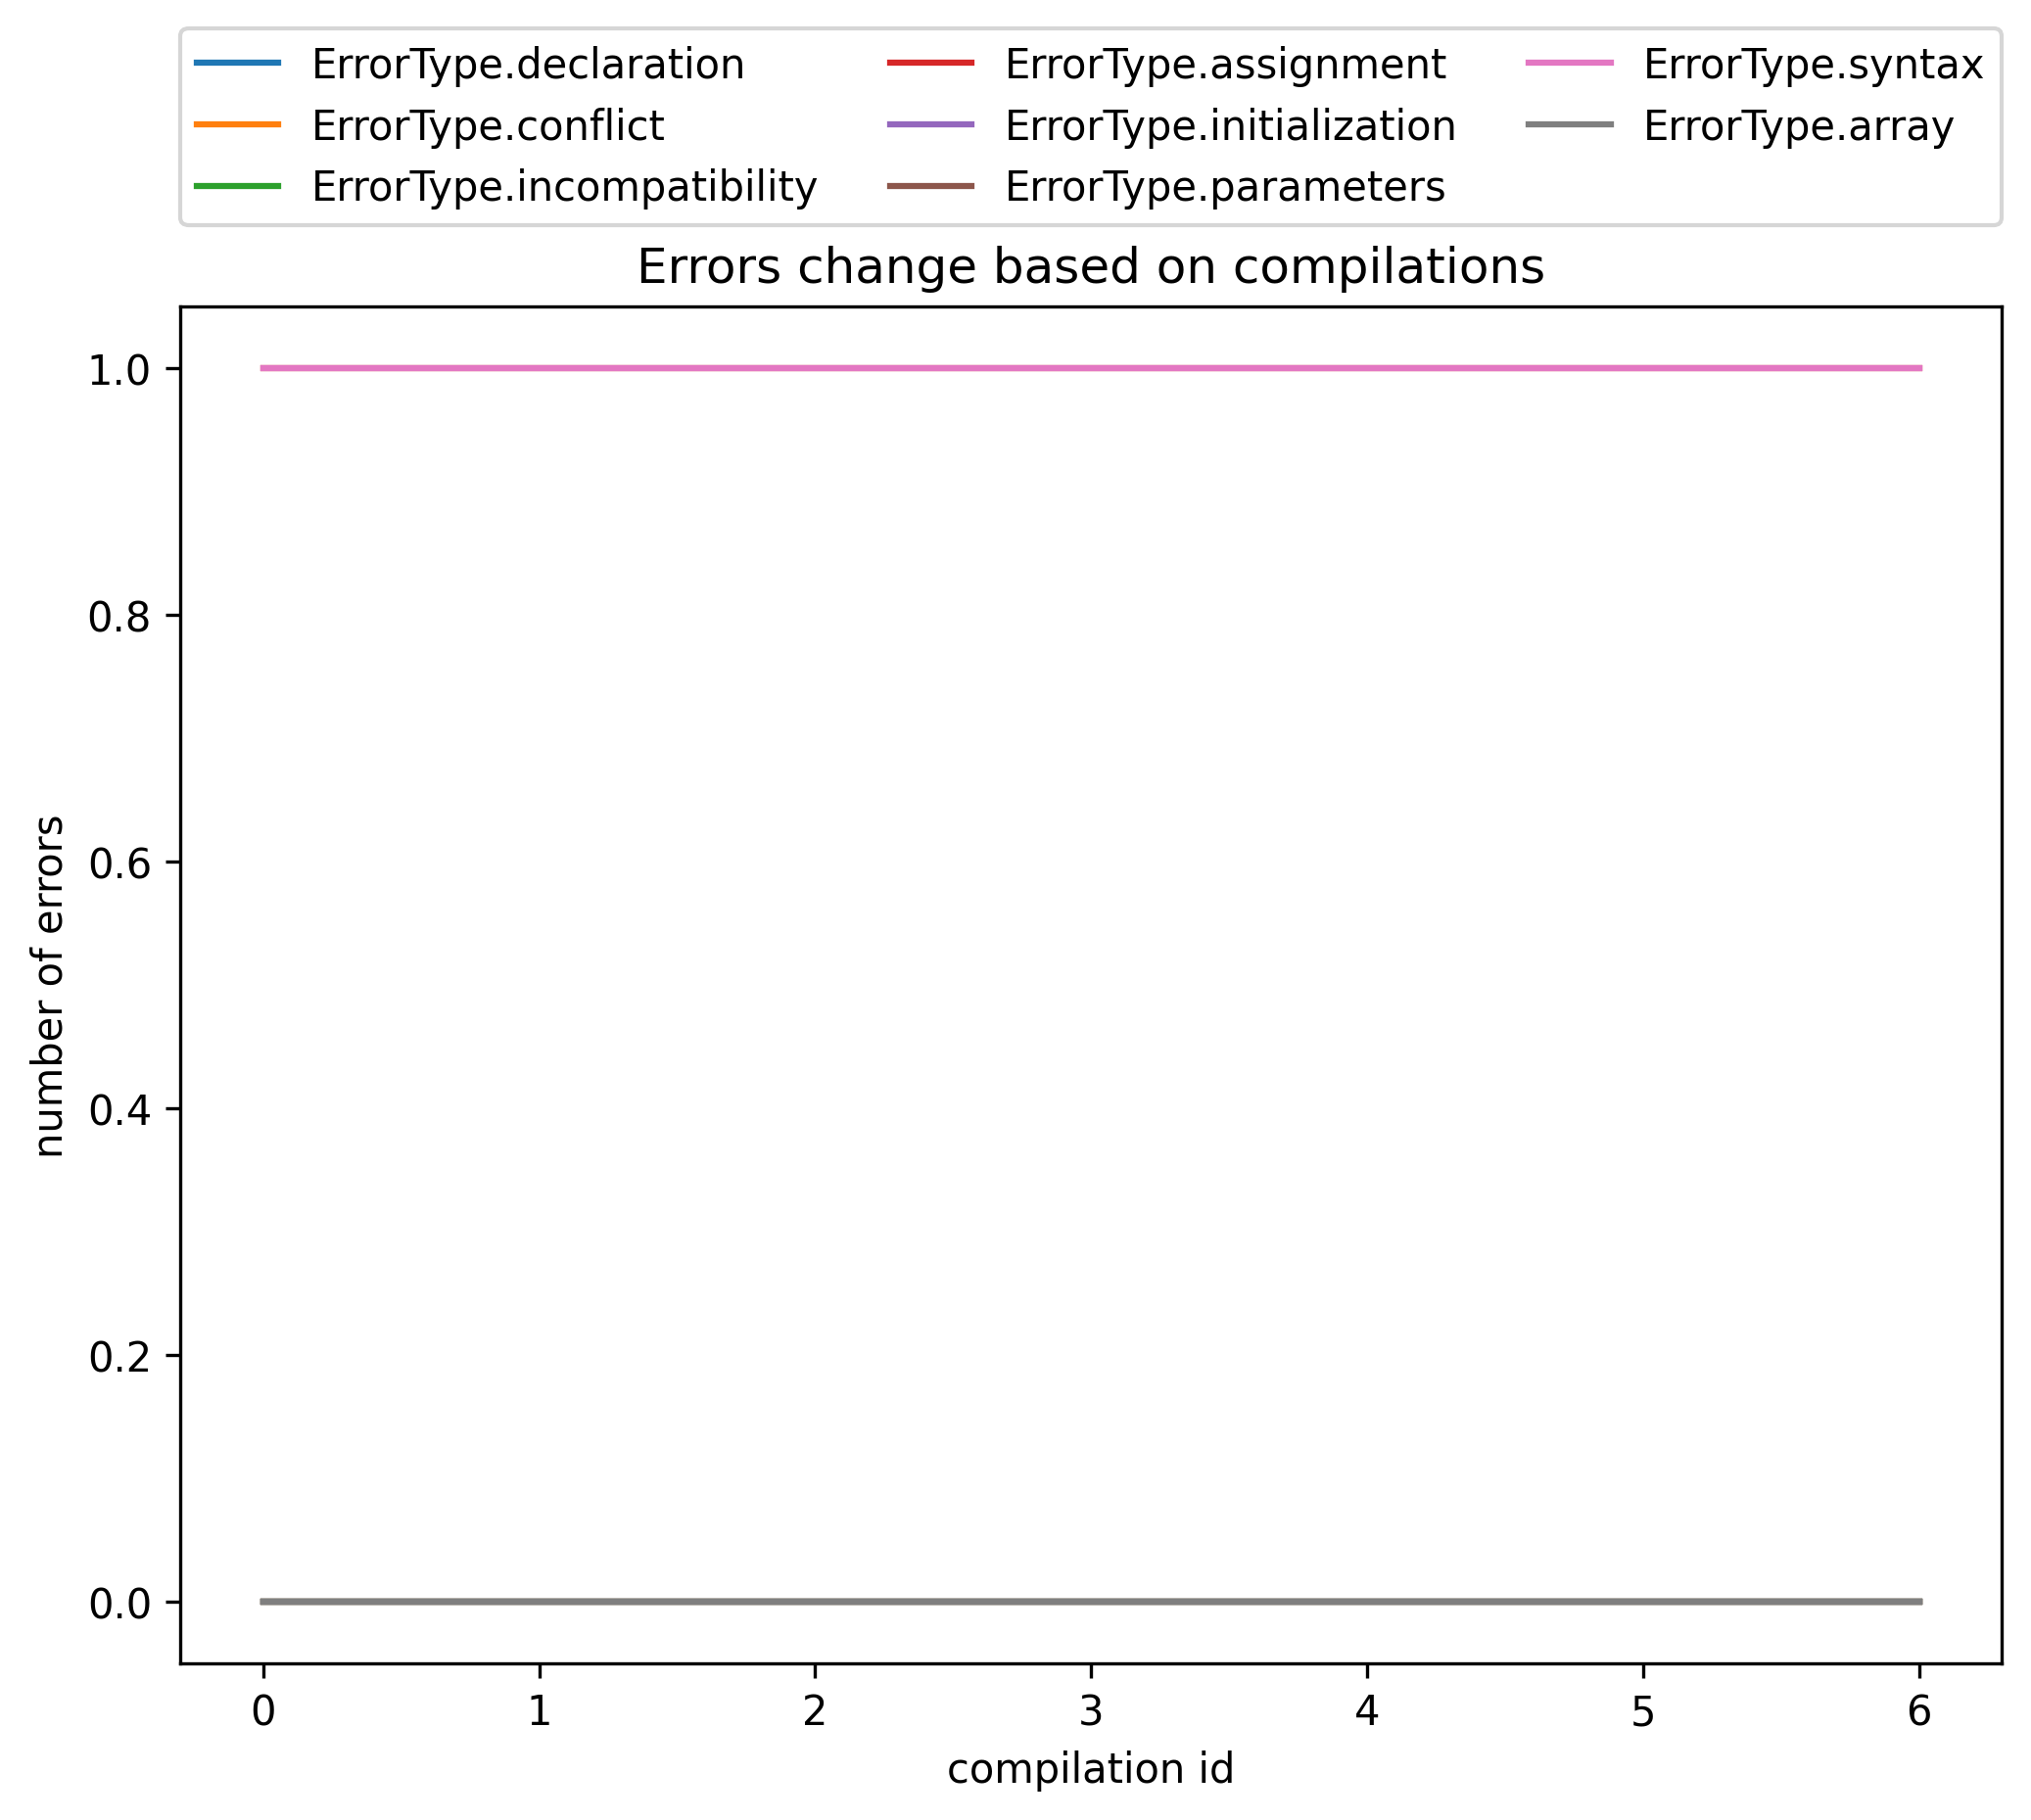 ErrorType.declaration
ErrorType.conflict
ErrorType.incompatibility
ErrorType.assignment
ErrorType.initialization
ErrorType.parameters
ErrorType.syntax
ErrorType.array
Errors change based on compilations
number of errors
1.0
0.8
0.6
0.4
0.2
0.0
0 1 2 3 4 5 6
compilation id